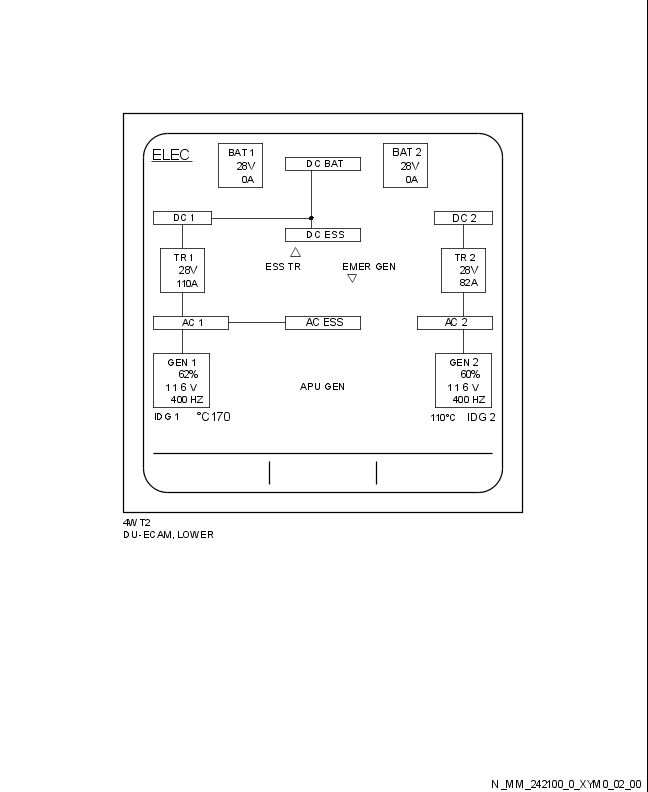 ELEC
BAT 1
28V
0A
DC BAT
BAT 2
28V
0A
DC 1
DC 2
DC ESS
TR 1
28V
110A
ESS TR
EMER GEN
TR 2
28V
82A
AC 1
AC ESS
AC 2
GEN 1
62%
116V
400 HZ
APU GEN
GEN 2
60%
116V
400 HZ
IDG 1 °C170
110°C IDG 2
4WT2
DU-ECAM, LOWER
N_MM_242100_0_XYM0_02_00